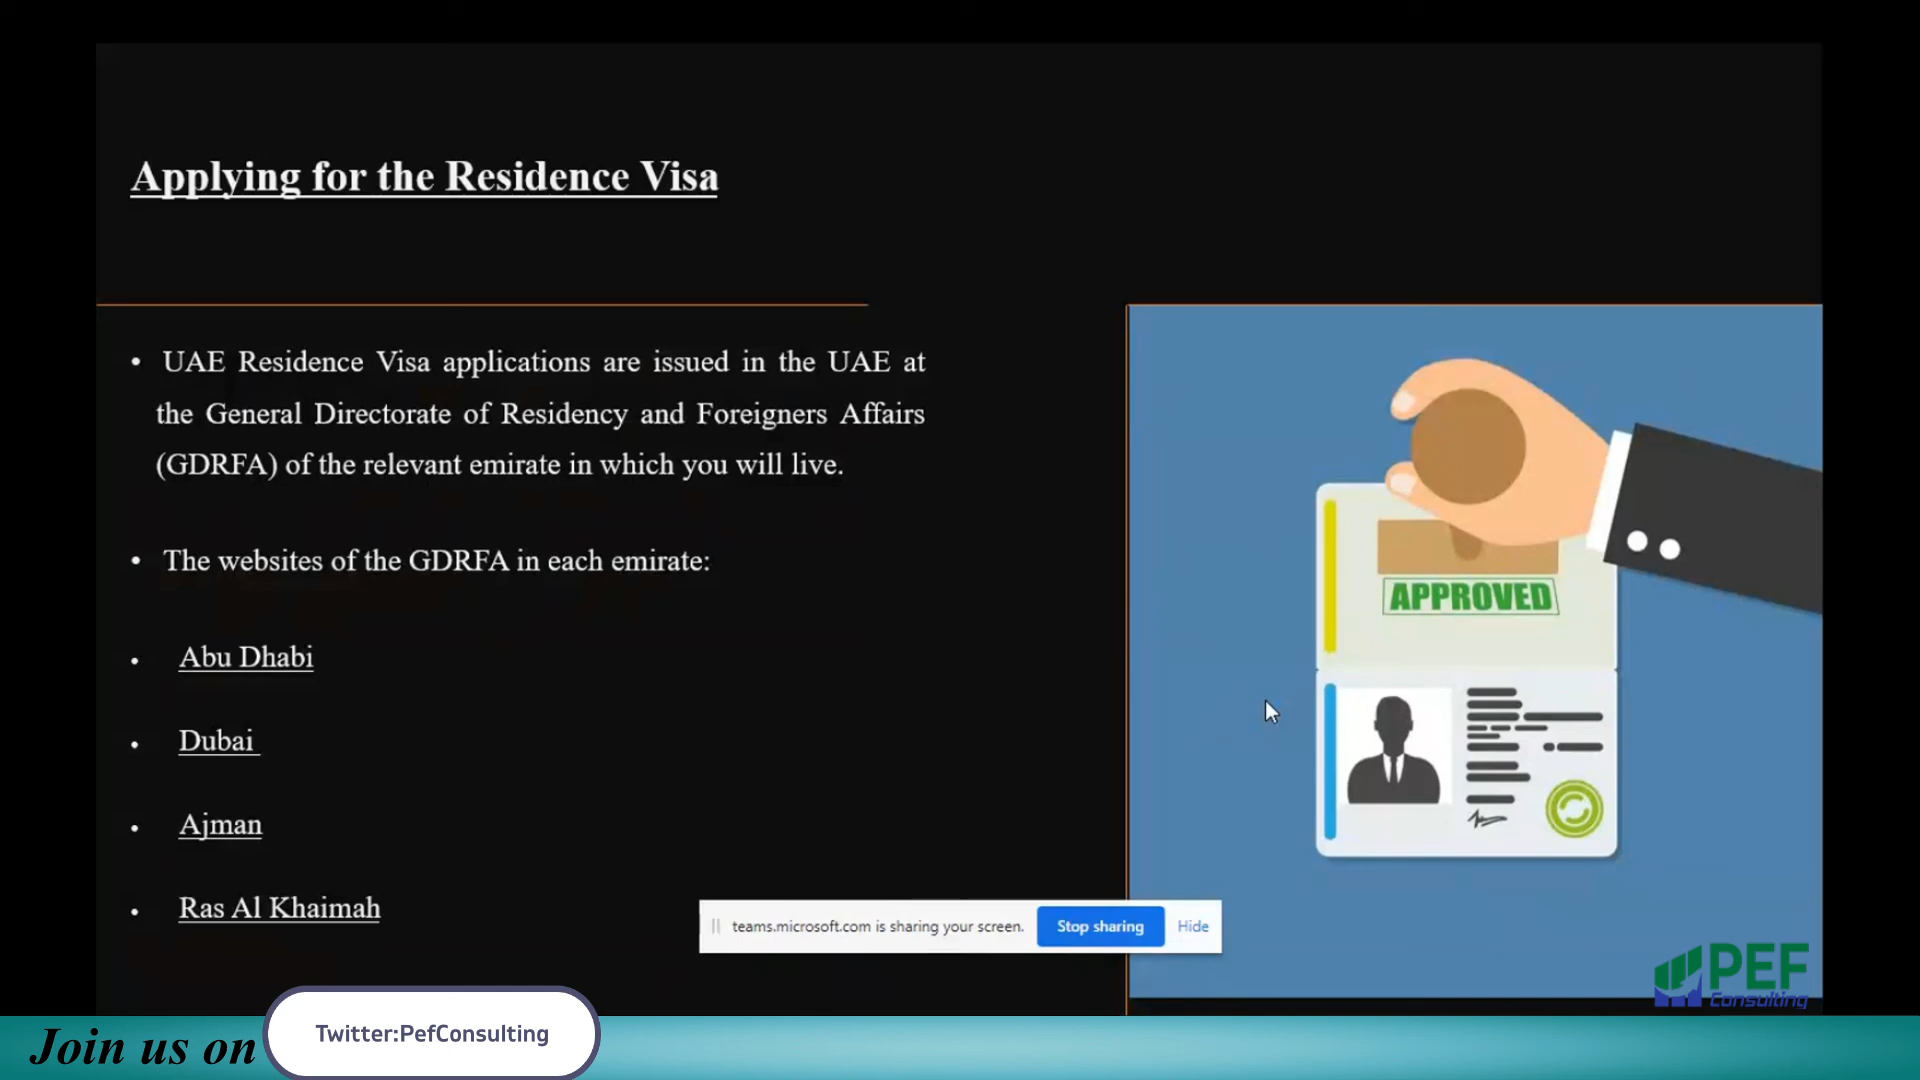 Applying for the Residence Visa
• UAE Residence Visa applications are issued in the UAE at
the General Directorate of Residency and Foreigners Affairs
(GDRFA) of the relevant emirate in which you will live.
• The websites of the GDRFA in each emirate:
• Abu Dhabi
• Dubai
• Ajman
• Ras Al Khaimah
APPROVED
teams.microsoft.com is sharing your screen. Stop sharing Hide
PEF
Consulting
Join us on Twitter:PefConsulting